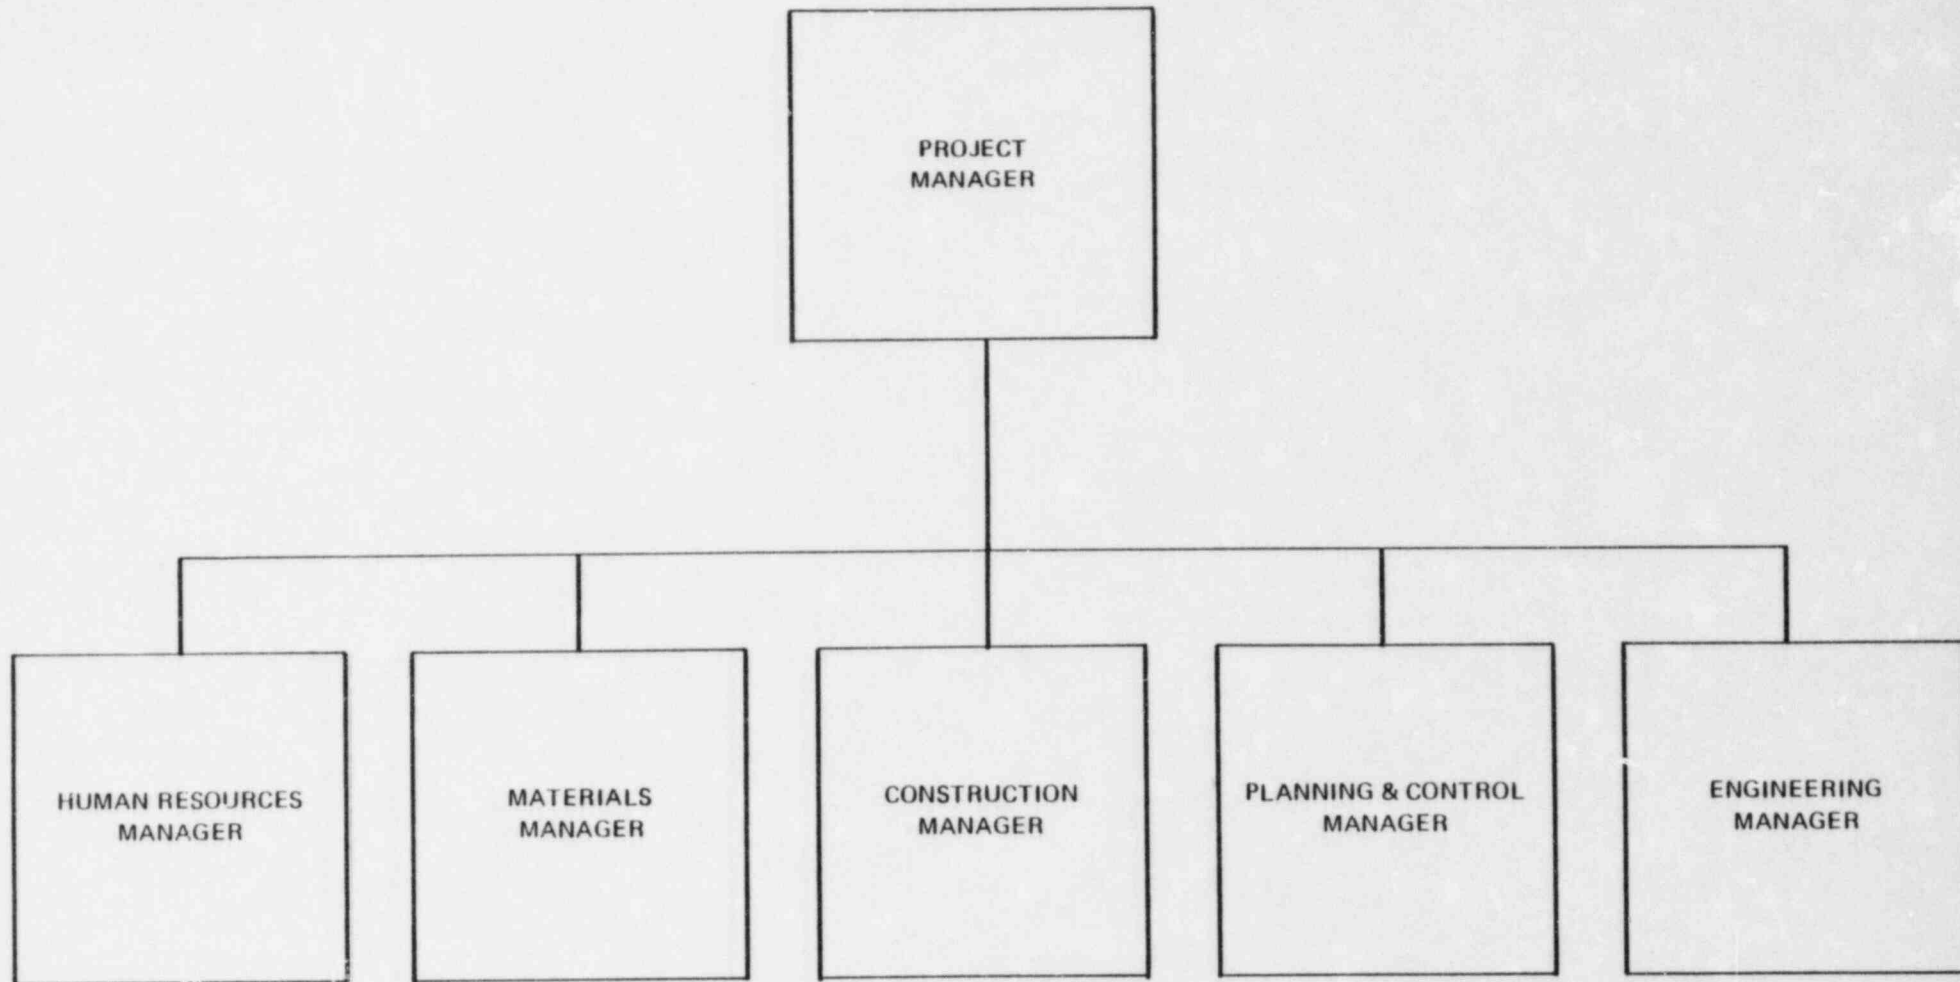 PROJECT
MANAGER
HUMAN RESOURCES
MANAGER
MATERIALS
MANAGER
CONSTRUCTION
MANAGER
PLANNING & CONTROL
MANAGER
ENGINEERING
MANAGER